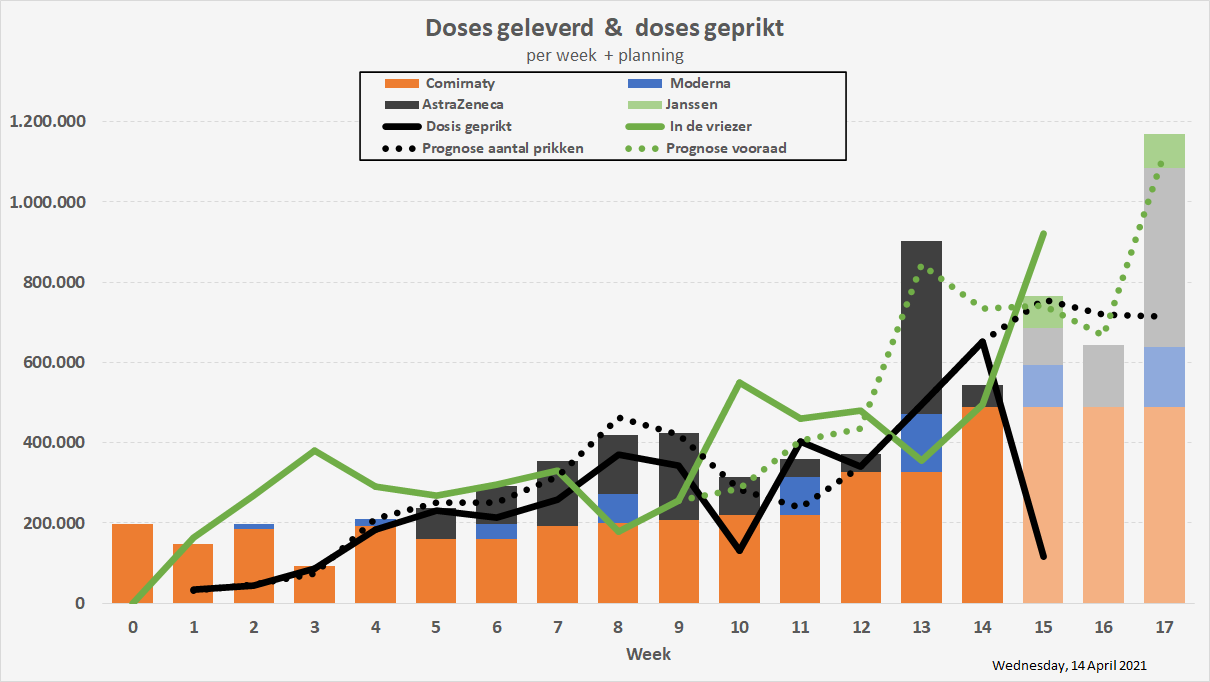 Doses geleverd & doses geprikt
per week + planning
Comirnaty Moderna
AstraZeneca Janssen
Dosis geprikt In de vriezer
Prognose aantal prikken Prognose vooraad
1.200.000
1.000.000
800.000
600.000
400.000
200.000
0
0 1 2 3 4 5 6 7 8 9 10 11 12 13 14 15 16 17
Week
Wednesday, 14 April 2021